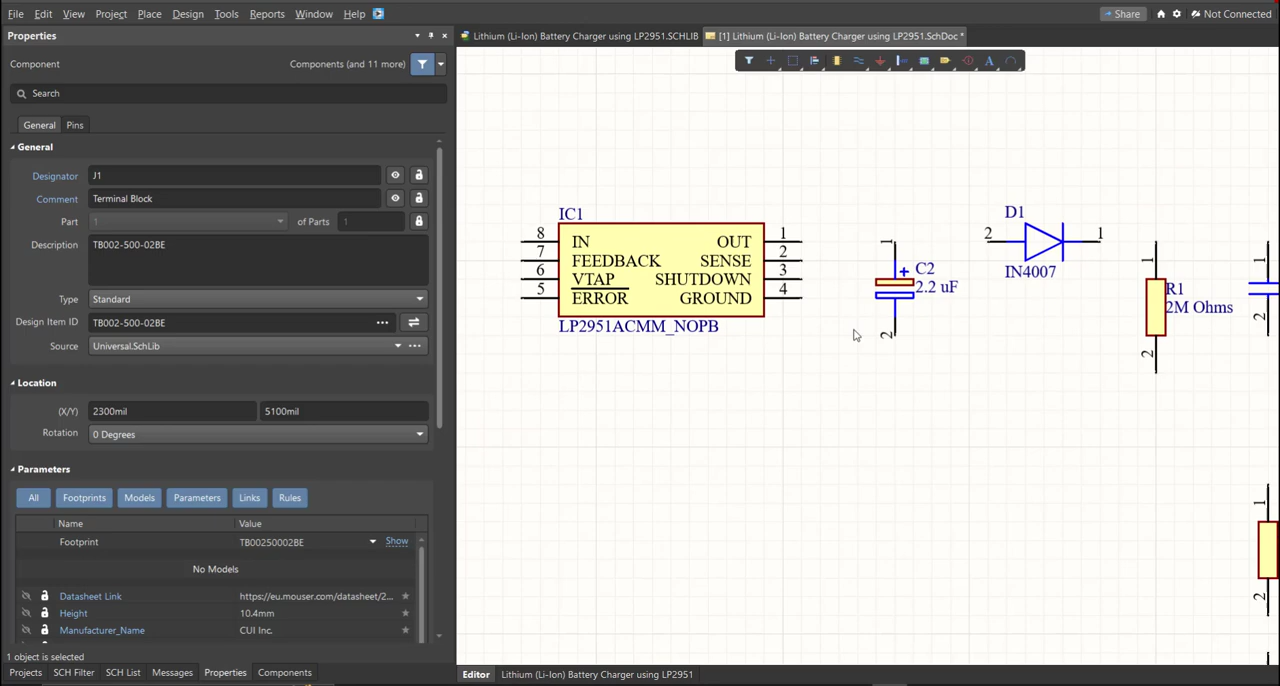 File Edit View Project Place Design Tools Reports Window Help Share Not Connected
Properties
Lithium (Li-Ion) Battery Charger using LP2951.SCHLIB
[1] Lithium (Li-Ion) Battery Charger using LP2951.SchDoc *
Component Components (and 11 more)
Search
General Pins
General
Designator J1
Comment Terminal Block
Part 1 of Parts 1
Description TB002-500-02BE
Type Standard
Design Item ID TB002-500-02BE
Source Universal.SchLib
Location
(X/Y) 2300mil 5100mil
Rotation 0 Degrees
Parameters
All Footprints Models Parameters Links Rules
Name Value
Footprint TB00250002BE Show
No Models
Datasheet Link https://eu.mouser.com/datasheet/2...
Height 10.4mm
Manufacturer_Name CUI Inc.
1 object is selected
Projects SCH Filter SCH List Messages Properties Components
Editor Lithium (Li-Ion) Battery Charger using LP2951
IC1
8 IN OUT 1
7 FEEDBACK SENSE 2
6 VTAP SHUTDOWN 3
5 ERROR GROUND 4
LP2951ACMM_NOPB
1
+ C2
2.2 uF
2
D1
2 1
IN4007
1
R1
2M Ohms
2
1
2
1
2
1